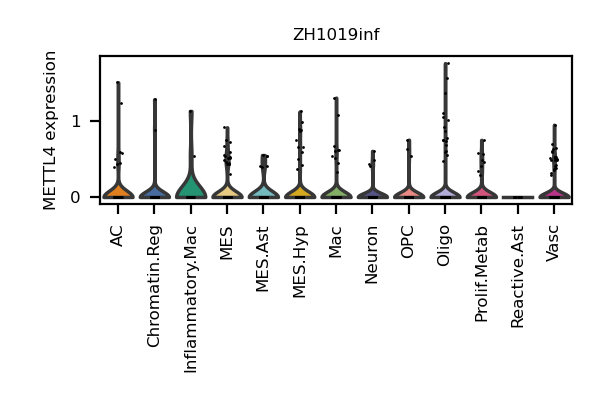 ZH1019inf
METTL4 expression
1
0
AC
Chromatin.Reg
Inflammatory.Mac
MES
MES.Ast
MES.Hyp
Mac
Neuron
OPC
Oligo
Prolif.Metab
Reactive.Ast
Vasc